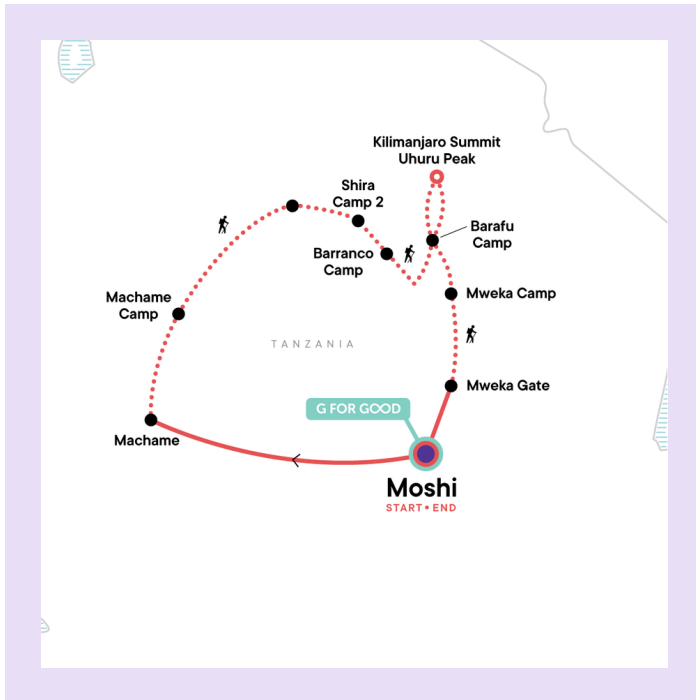 Kilimanjaro Summit
Uhuru Peak
Shira
Camp 2
Barafu
Camp
Barranco
Camp
Mweka Camp
Machame
Camp
TANZANIA
Mweka Gate
G FOR GOOD
Machame
Moshi
START • END